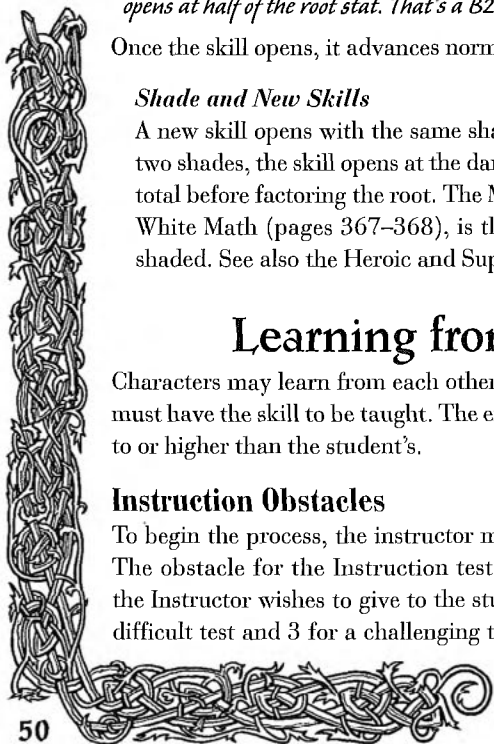 opens at half of the root stat. That's a B2
Once the skill opens, it advances norm
Shade and New Skills
A new skill opens with the same sha
two shades, the skill opens at the dar
total before factoring the root. The M
White Math (pages 367–368), is th
shaded. See also the Heroic and Sup
Learning from
Characters may learn from each other
must have the skill to be taught. The e
to or higher than the student's.
Instruction Obstacles
To begin the process, the instructor m
The obstacle for the Instruction test
the Instructor wishes to give to the stu
difficult test and 3 for a challenging t
50